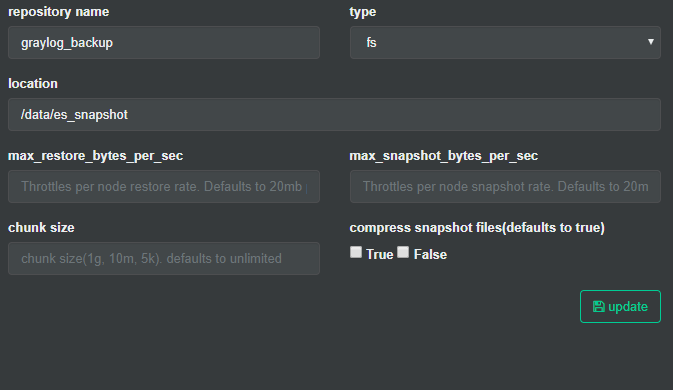 repository name
type
graylog_backup
fs
location
/data/es_snapshot
max_restore_bytes_per_sec
max_snapshot_bytes_per_sec
Throttles per node restore rate. Defaults to 20mb
Throttles per node snapshot rate. Defaults to 20m
chunk size
compress snapshot files(defaults to true)
chunk size(1g, 10m, 5k). defaults to unlimited
True False
update